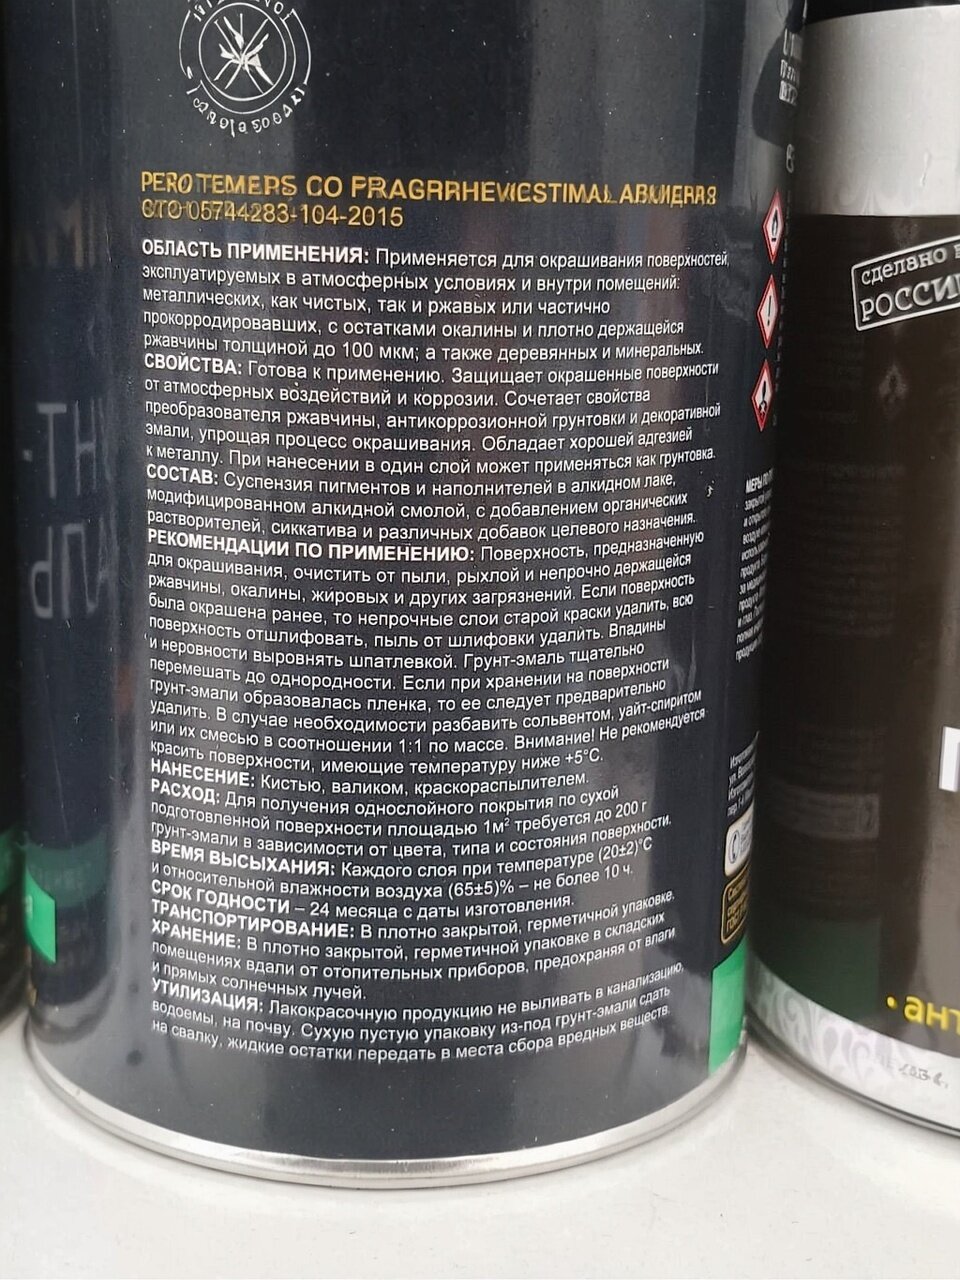 СТО 05744283-104-2015
ОБЛАСТЬ ПРИМЕНЕНИЯ: Применяется для окрашивания поверхностей,
эксплуатируемых в атмосферных условиях и внутри помещений:
металлических, как чистых, так и ржавых или частично
прокорродировавших, с остатками окалины и плотно держащейся
ржавчины толщиной до 100 мкм; а также деревянных и минеральных.
СВОЙСТВА: Готова к применению. Защищает окрашенные поверхности
от атмосферных воздействий и коррозии. Сочетает свойства
преобразователя ржавчины, антикоррозионной грунтовки и декоративной
эмали, упрощая процесс окрашивания. Обладает хорошей адгезией
к металлу. При нанесении в один слой может применяться как грунтовка.
СОСТАВ: Суспензия пигментов и наполнителей в алкидном лаке,
модифицированном алкидной смолой, с добавлением органических
растворителей, сиккатива и различных добавок целевого назначения.
РЕКОМЕНДАЦИИ ПО ПРИМЕНЕНИЮ: Поверхность, предназначенную
для окрашивания, очистить от пыли, рыхлой и непрочно держащейся
ржавчины, окалины, жировых и других загрязнений. Если поверхность
была окрашена ранее, то непрочные слои старой краски удалить, всю
поверхность отшлифовать, пыль от шлифовки удалить. Впадины
и неровности выровнять шпатлевкой. Грунт-эмаль тщательно
перемешать до однородности. Если при хранении на поверхности
грунт-эмали образовалась пленка, то ее следует предварительно
удалить. В случае необходимости разбавить сольвентом, уайт-спиритом
или их смесью в соотношении 1:1 по массе. Внимание! Не рекомендуется
красить поверхности, имеющие температуру ниже +5°С.
НАНЕСЕНИЕ: Кистью, валиком, краскораспылителем.
РАСХОД: Для получения однослойного покрытия по сухой
подготовленной поверхности площадью 1м² требуется до 200 г
грунт-эмали в зависимости от цвета, типа и состояния поверхности.
ВРЕМЯ ВЫСЫХАНИЯ: Каждого слоя при температуре (20±2)°С
и относительной влажности воздуха (65±5)% – не более 10 ч.
СРОК ГОДНОСТИ – 24 месяца с даты изготовления.
ТРАНСПОРТИРОВАНИЕ: В плотно закрытой, герметичной упаковке.
ХРАНЕНИЕ: В плотно закрытой, герметичной упаковке в складских
помещениях вдали от отопительных приборов, предохраняя от влаги
и прямых солнечных лучей.
УТИЛИЗАЦИЯ: Лакокрасочную продукцию не выливать в канализацию,
водоемы, на почву. Сухую пустую упаковку из-под грунт-эмали сдать
на свалку, жидкие остатки передать в места сбора вредных веществ.
сделано в
РОССИИ